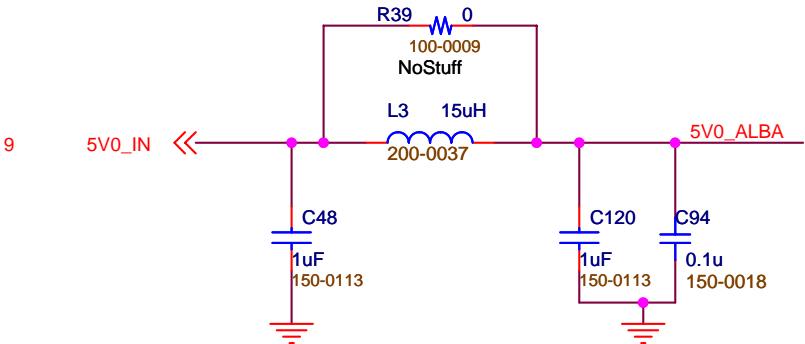 R39 0
100-0009
NoStuff
L3 15uH
9 5V0_IN 5V0_ALBA
200-0037
C48 C120 C94
1uF 1uF 0.1u
150-0113 150-0113 150-0018